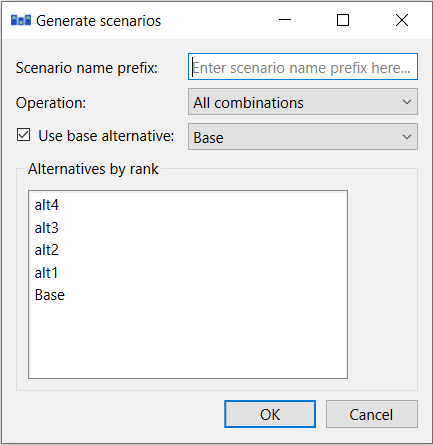 Generate scenarios
Scenario name prefix: Enter scenario name prefix here...
Operation: All combinations
Use base alternative: Base
Alternatives by rank
alt4
alt3
alt2
alt1
Base
OK Cancel